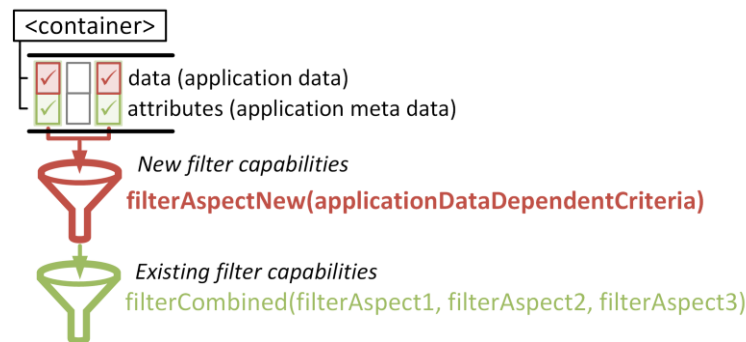 <container>
data (application data)
attributes (application meta data)
New filter capabilities
filterAspectNew(applicationDataDependentCriteria)
Existing filter capabilities
filterCombined(filterAspect1, filterAspect2, filterAspect3)